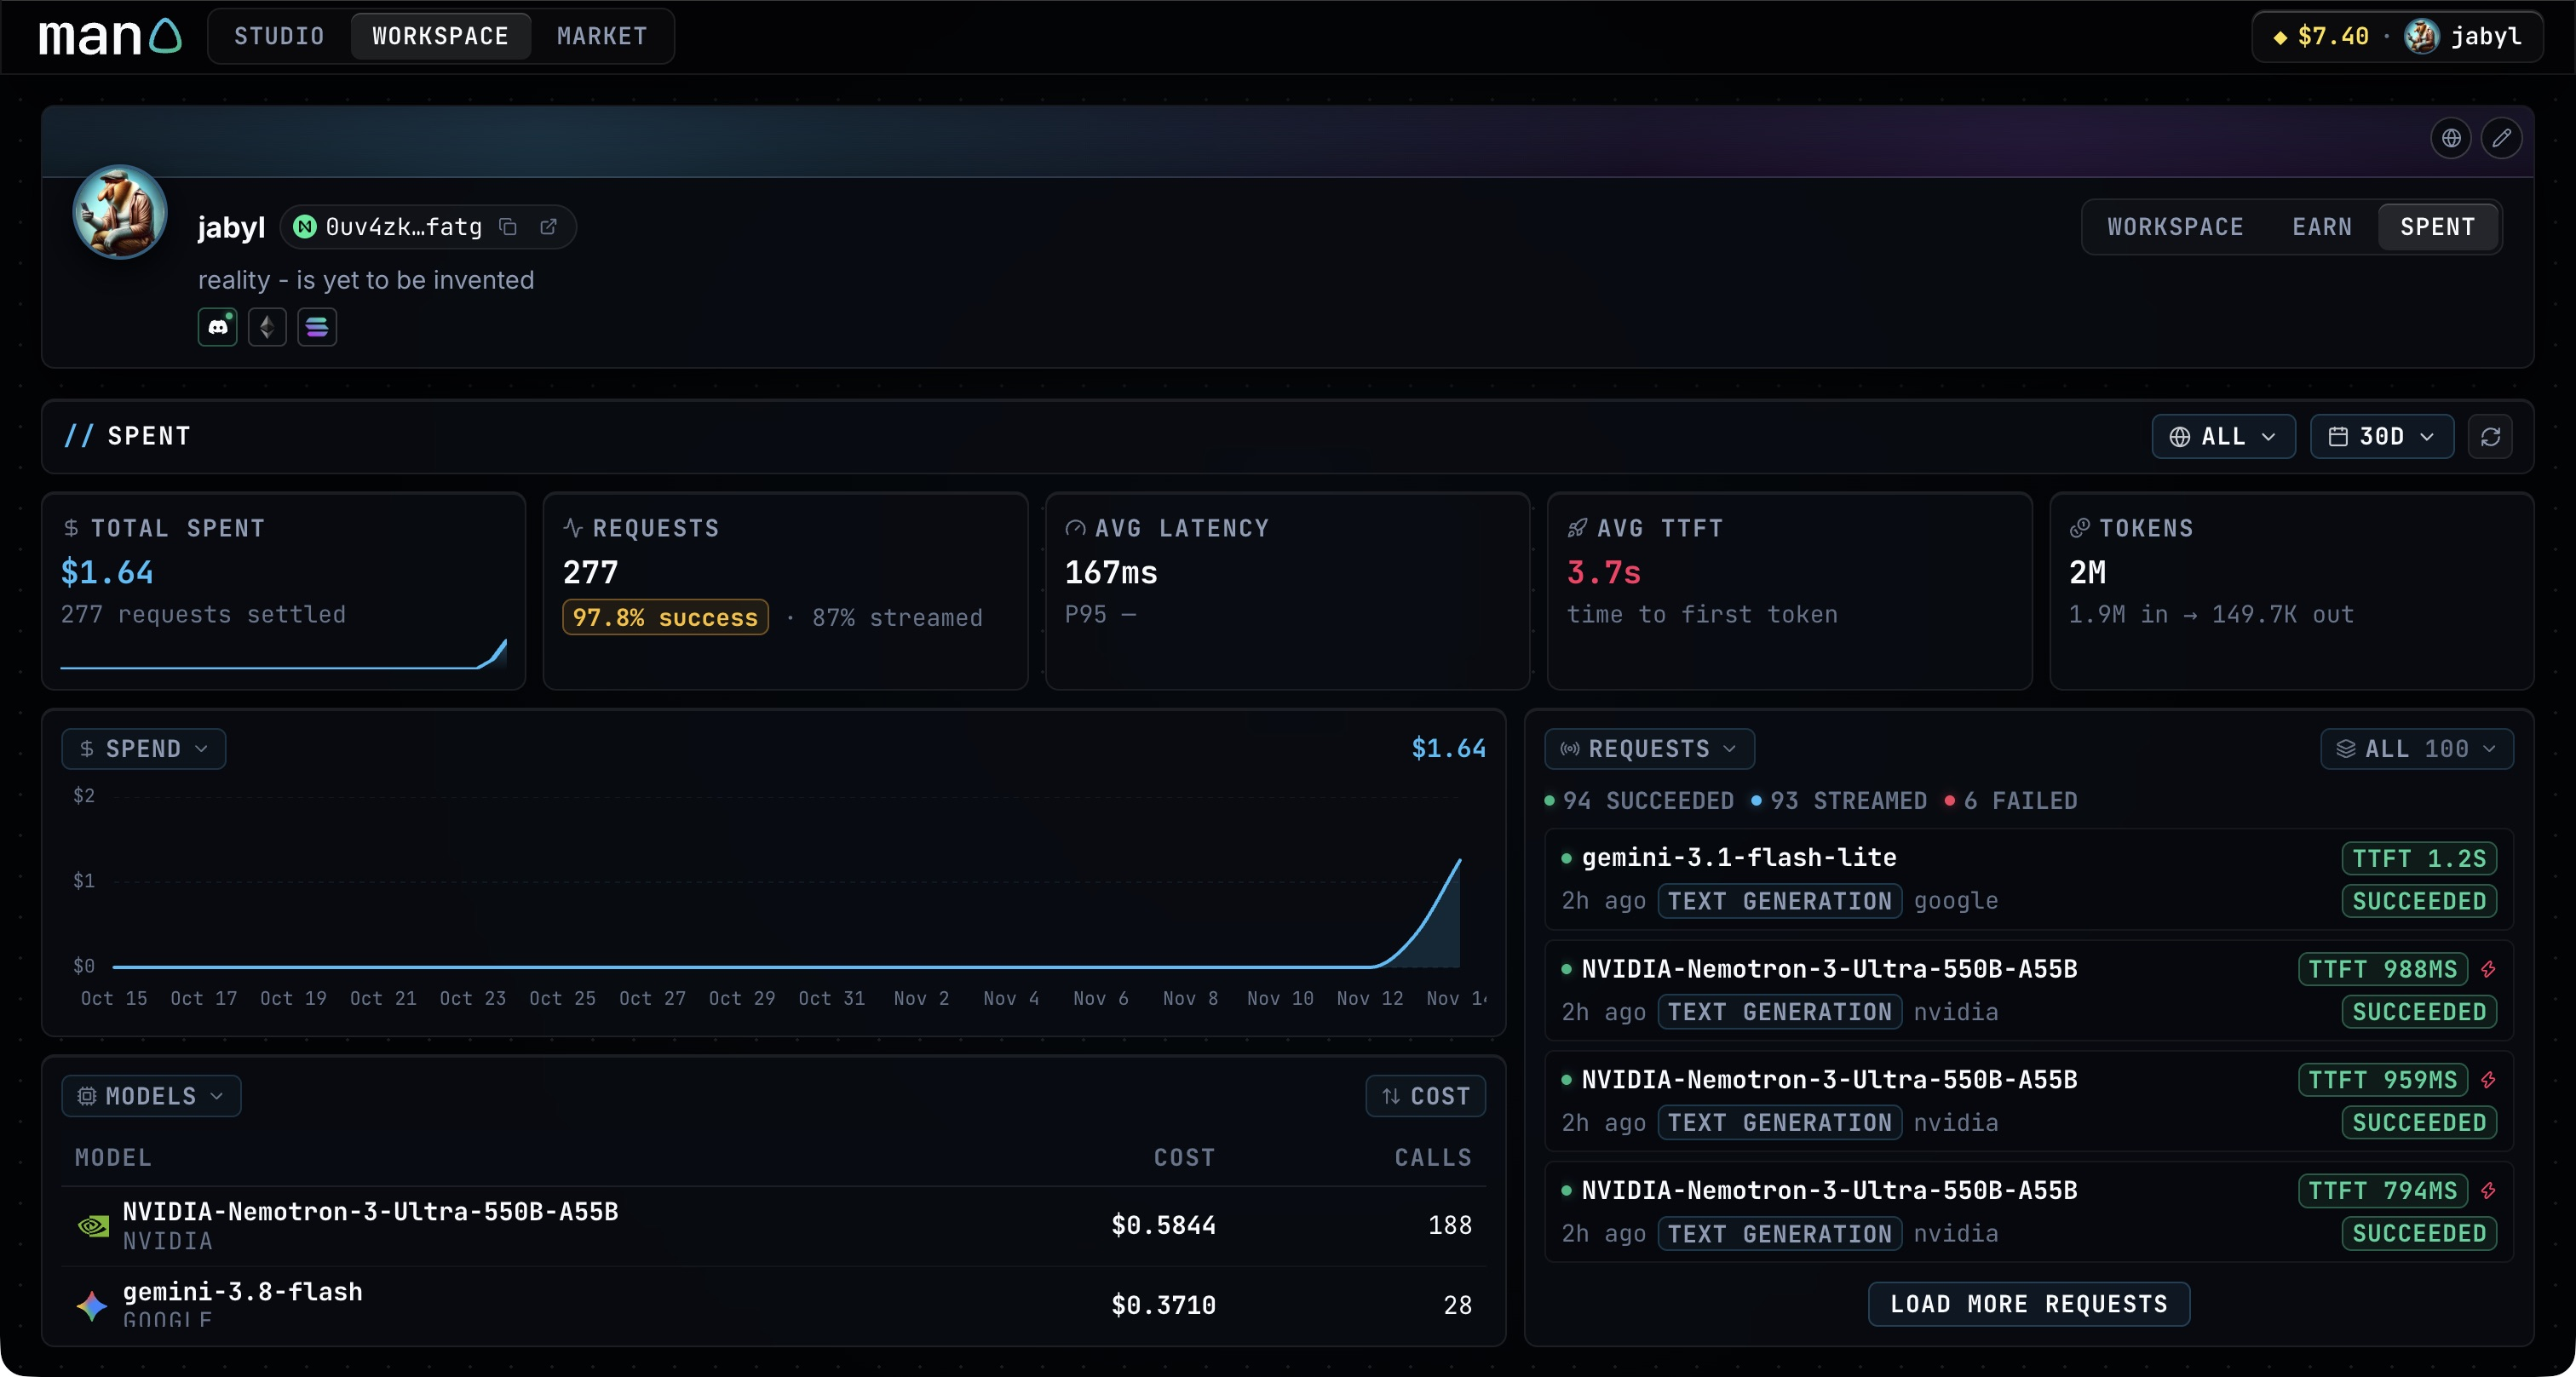 mano STUDIO WORKSPACE MARKET $7.40 · jabyl
jabyl 0uv4zk…fatg WORKSPACE EARN SPENT
reality - is yet to be invented
// SPENT ALL 30D
TOTAL SPENT
$1.64
277 requests settled
REQUESTS
277
97.8% success · 87% streamed
AVG LATENCY
167ms
P95 —
AVG TTFT
3.7s
time to first token
TOKENS
2M
1.9M in → 149.7K out
SPEND $1.64
$2
$1
$0
Oct 15 Oct 17 Oct 19 Oct 21 Oct 23 Oct 25 Oct 27 Oct 29 Oct 31 Nov 2 Nov 4 Nov 6 Nov 8 Nov 10 Nov 12 Nov 14
MODELS COST
MODEL COST CALLS
NVIDIA-Nemotron-3-Ultra-550B-A55B $0.5844 188
NVIDIA
gemini-3.8-flash $0.3710 28
GOOGLE
REQUESTS ALL 100
94 SUCCEEDED 93 STREAMED 6 FAILED
gemini-3.1-flash-lite TTFT 1.2S
2h ago TEXT GENERATION google SUCCEEDED
NVIDIA-Nemotron-3-Ultra-550B-A55B TTFT 988MS
2h ago TEXT GENERATION nvidia SUCCEEDED
NVIDIA-Nemotron-3-Ultra-550B-A55B TTFT 959MS
2h ago TEXT GENERATION nvidia SUCCEEDED
NVIDIA-Nemotron-3-Ultra-550B-A55B TTFT 794MS
2h ago TEXT GENERATION nvidia SUCCEEDED
LOAD MORE REQUESTS